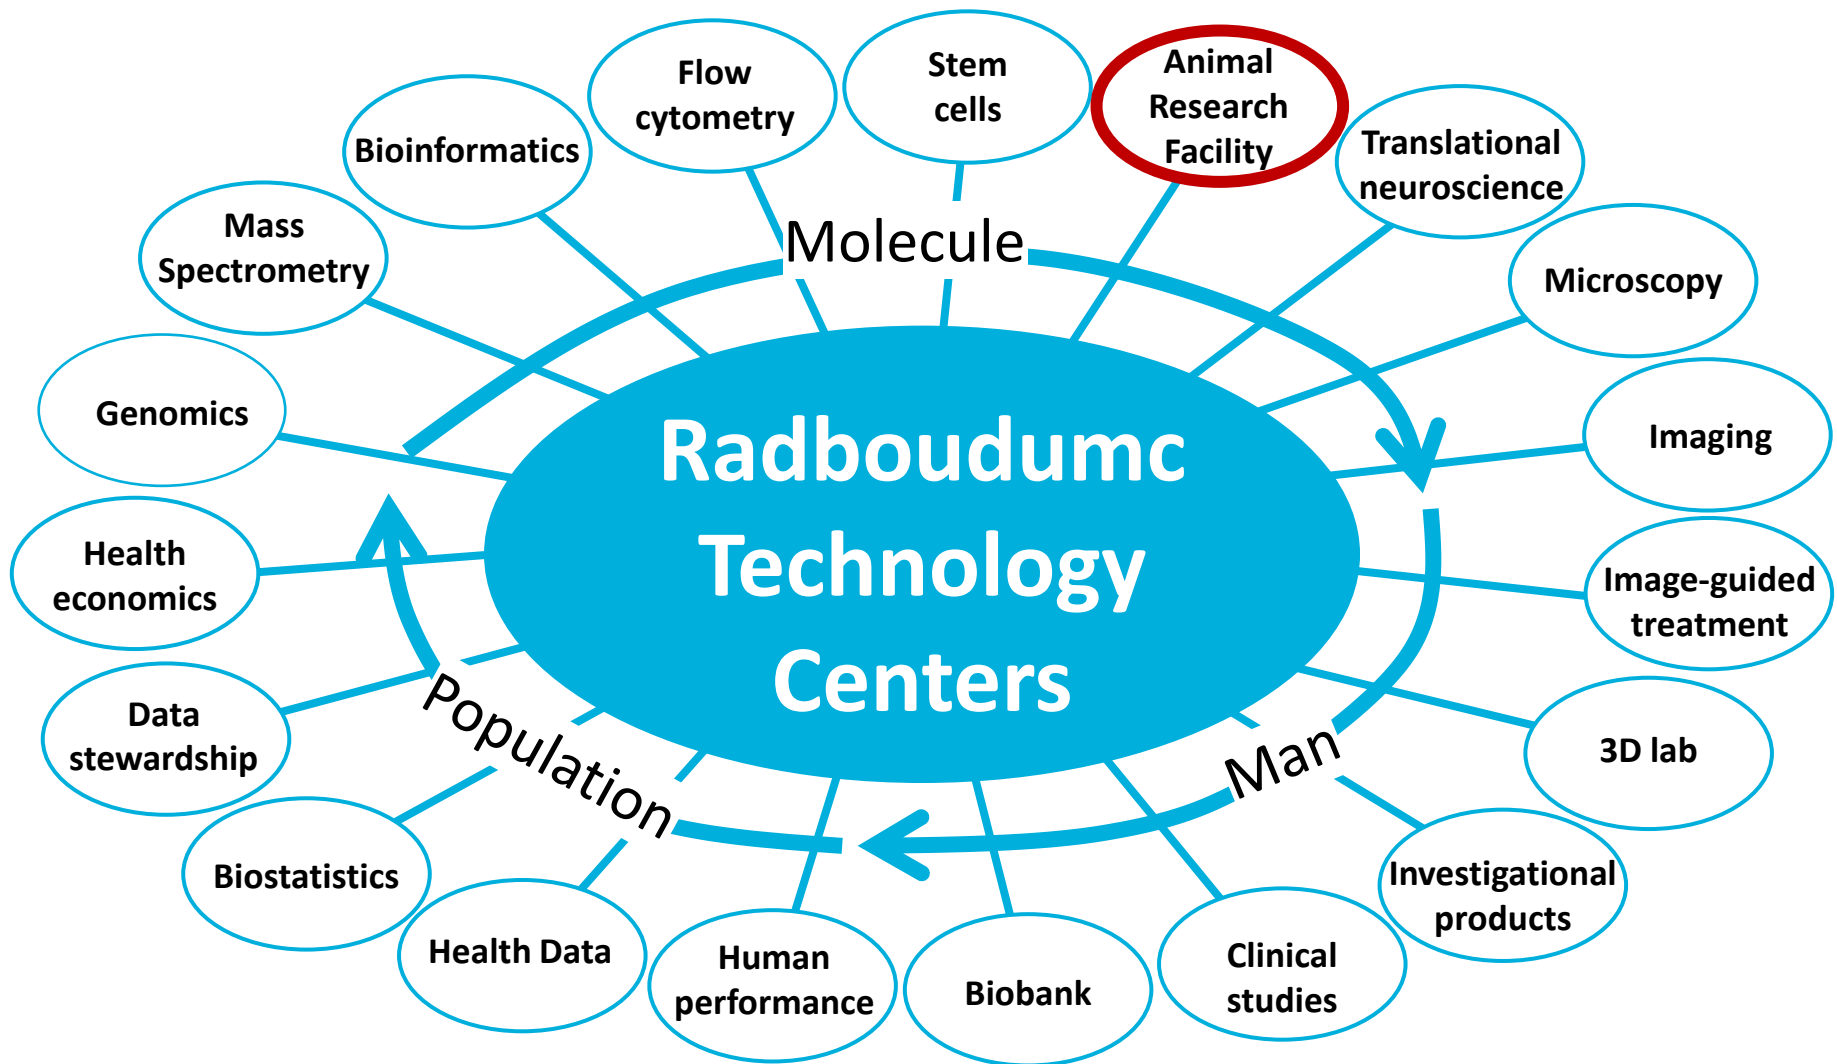 Flow
cytometry
Stem
cells
Animal
Research
Facility
Translational
neuroscience
Microscopy
Imaging
Image-guided
treatment
3D lab
Investigational
products
Clinical
studies
Biobank
Human
performance
Health Data
Biostatistics
Data
stewardship
Health
economics
Genomics
Mass
Spectrometry
Bioinformatics
Molecule
Man
Population
Radboudumc
Technology
Centers